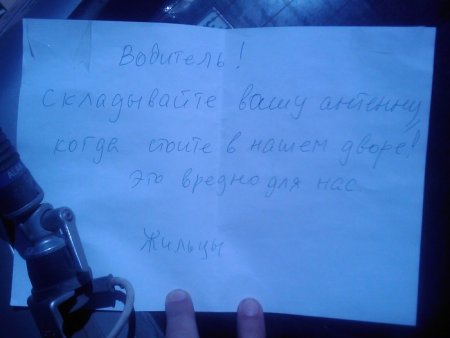 Водитель!
Складывайте вашу антенну,
когда стоите в нашем дворе!
Это вредно для нас.
Жильцы